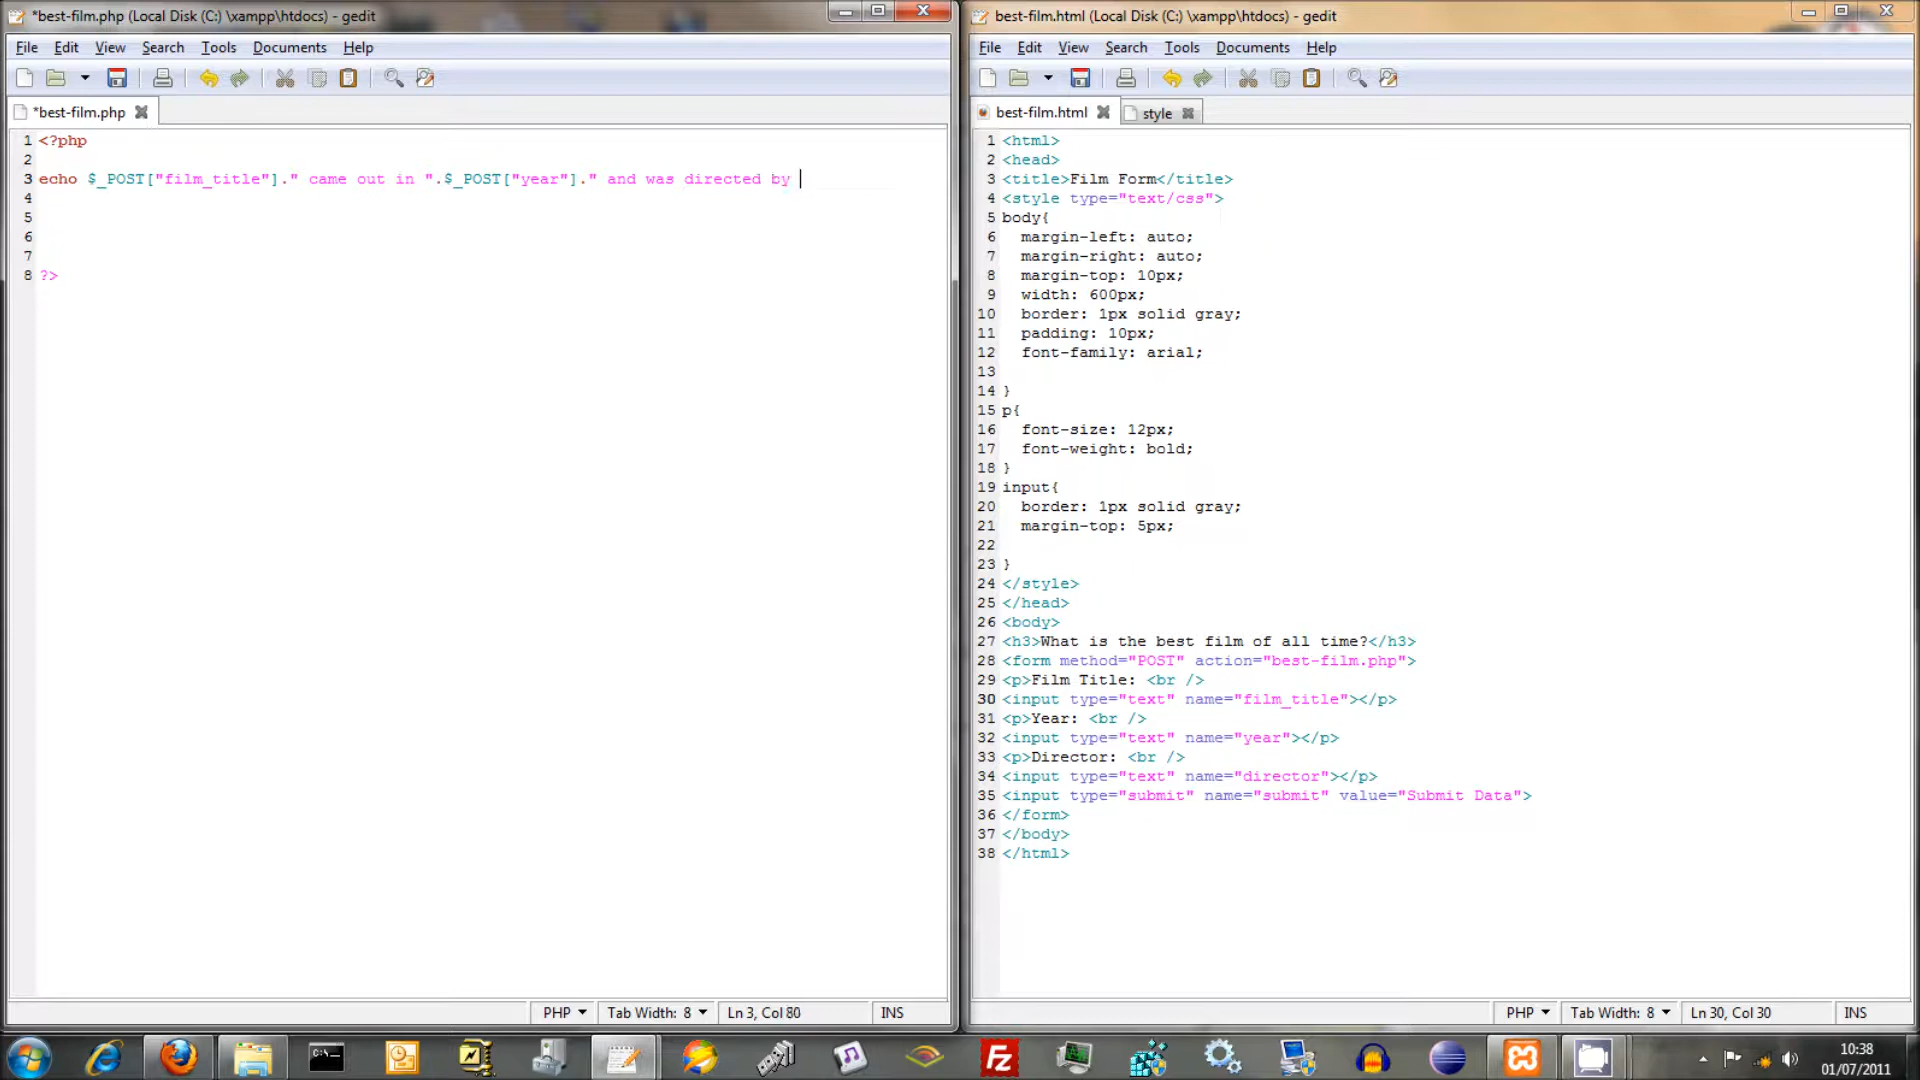 *best-film.php (Local Disk (C:) \xampp\htdocs) - gedit
File Edit View Search Tools Documents Help
*best-film.php
1 <?php
2
3 echo $_POST["film_title"]." came out in ".$_POST["year"]." and was directed by
4
5
6
7
8 ?>
PHP Tab Width: 8 Ln 3, Col 80 INS
best-film.html (Local Disk (C:) \xampp\htdocs) - gedit
File Edit View Search Tools Documents Help
best-film.html style
1 <html>
2 <head>
3 <title>Film Form</title>
4 <style type="text/css">
5 body{
6 margin-left: auto;
7 margin-right: auto;
8 margin-top: 10px;
9 width: 600px;
10 border: 1px solid gray;
11 padding: 10px;
12 font-family: arial;
13
14 }
15 p{
16 font-size: 12px;
17 font-weight: bold;
18 }
19 input{
20 border: 1px solid gray;
21 margin-top: 5px;
22
23 }
24 </style>
25 </head>
26 <body>
27 <h3>What is the best film of all time?</h3>
28 <form method="POST" action="best-film.php">
29 <p>Film Title: <br />
30 <input type="text" name="film_title"></p>
31 <p>Year: <br />
32 <input type="text" name="year"></p>
33 <p>Director: <br />
34 <input type="text" name="director"></p>
35 <input type="submit" name="submit" value="Submit Data">
36 </form>
37 </body>
38 </html>
PHP Tab Width: 8 Ln 30, Col 30 INS
C:\
FZ
10:38
01/07/2011